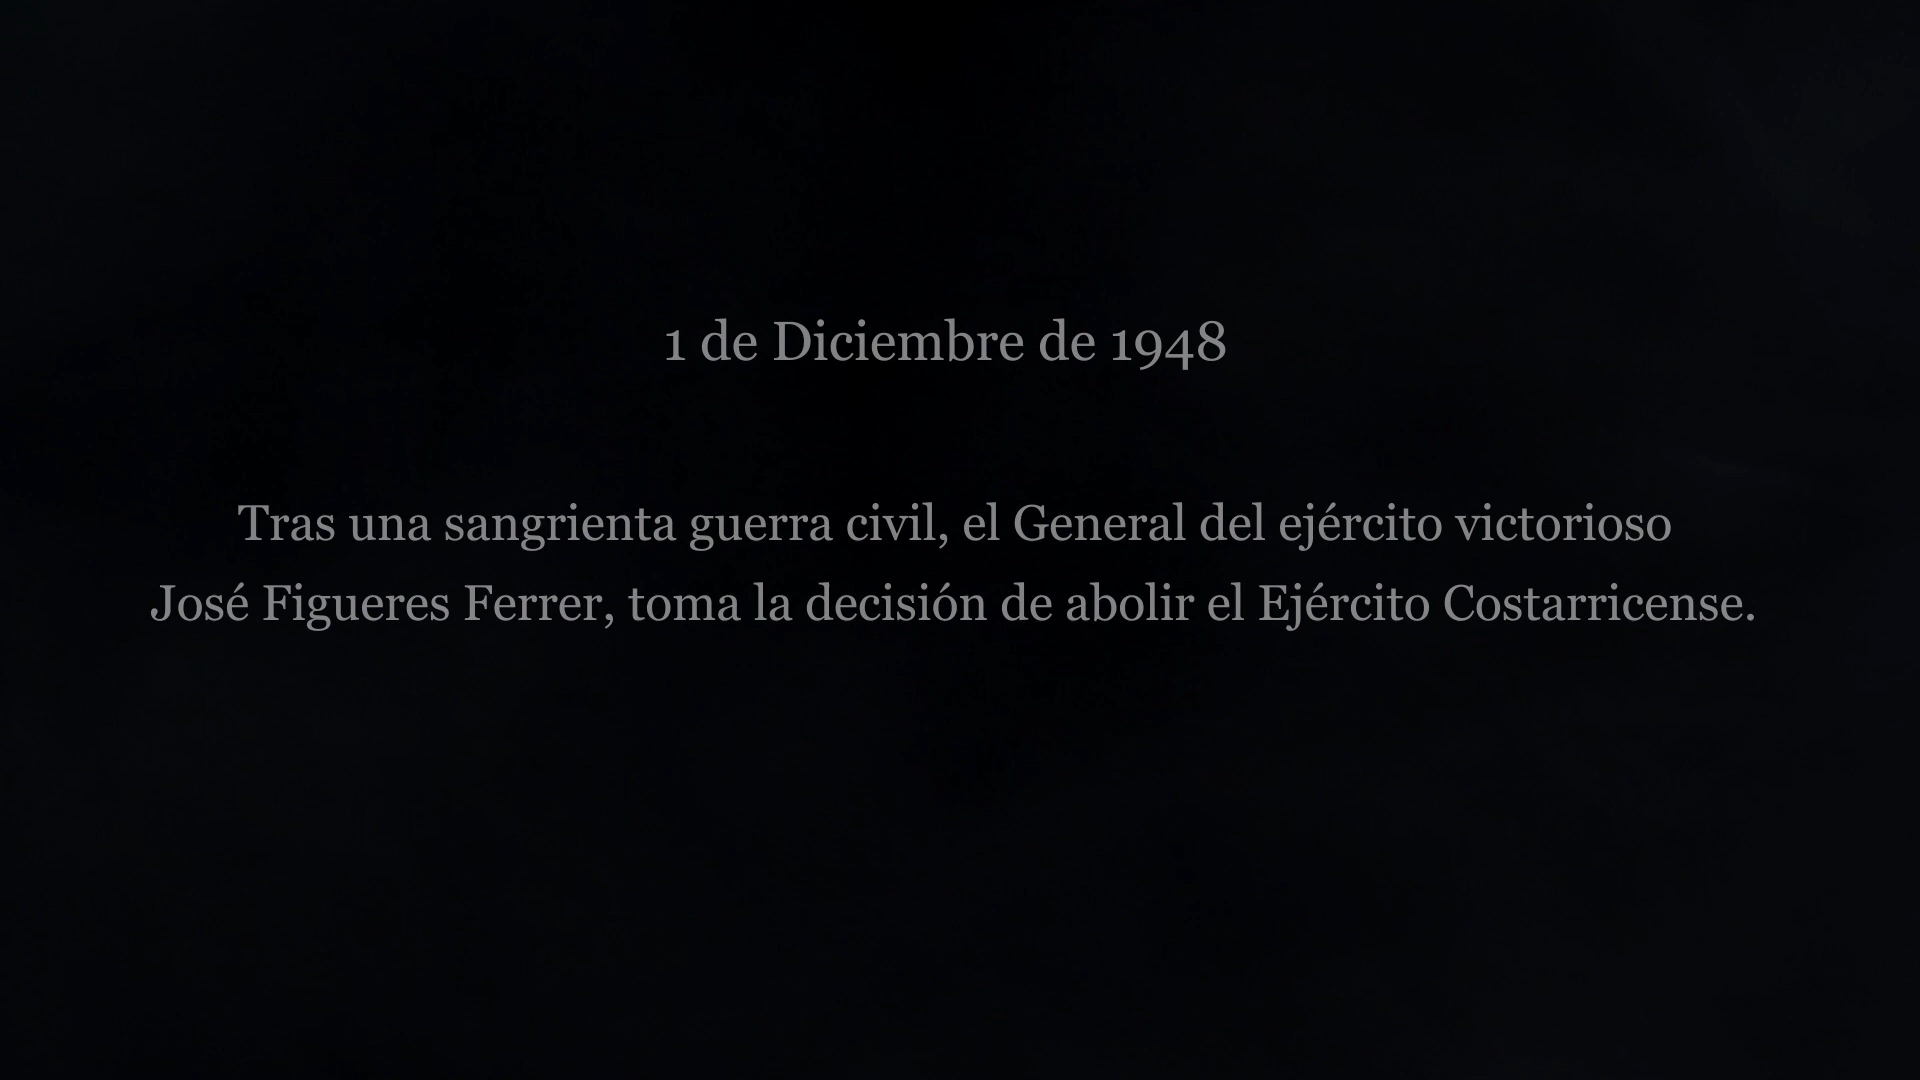 1 de Diciembre de 1948
Tras una sangrienta guerra civil, el General del ejército victorioso
José Figueres Ferrer, toma la decisión de abolir el Ejército Costarricense.